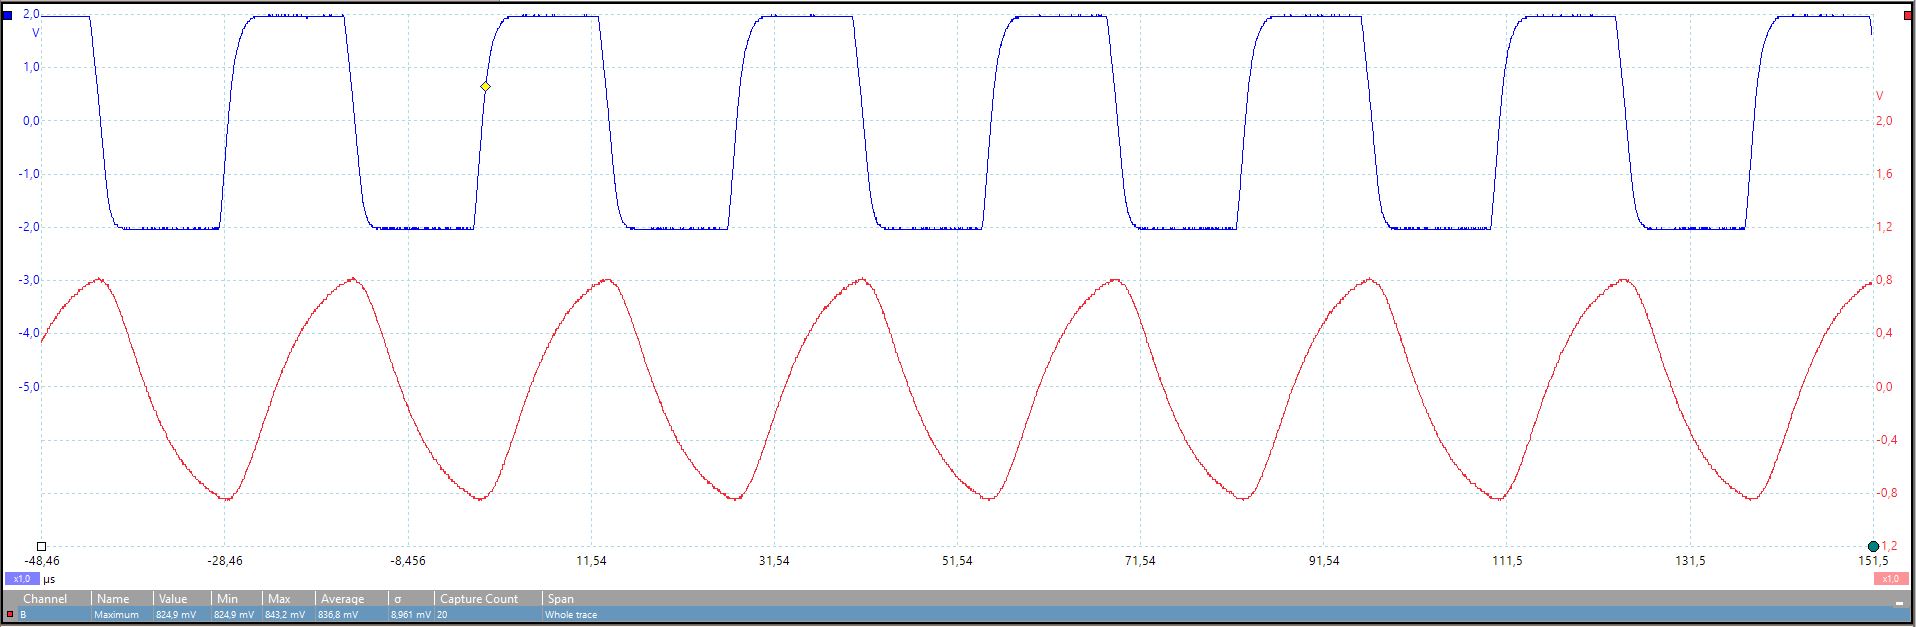 2,0
V
1,0
0,0
-1,0
-2,0
-3,0
-4,0
-5,0
V
2,0
1,6
1,2
0,8
0,4
0,0
-0,4
-0,8
1,2
-48,46 -28,46 -8,456 11,54 31,54 51,54 71,54 91,54 111,5 131,5 151,5
x1,0 µs x1,0
Channel Name Value Min Max Average σ Capture Count Span
B Maximum 824,9 mV 824,9 mV 843,2 mV 836,8 mV 8,961 mV 20 Whole trace